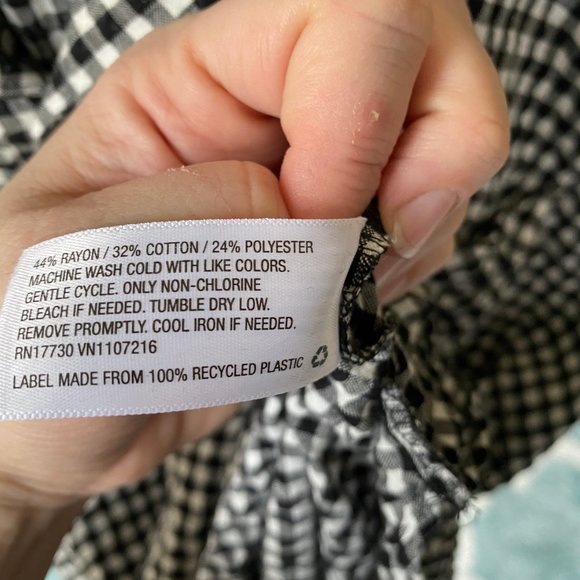 44% RAYON / 32% COTTON / 24% POLYESTER
MACHINE WASH COLD WITH LIKE COLORS.
GENTLE CYCLE. ONLY NON-CHLORINE
BLEACH IF NEEDED. TUMBLE DRY LOW.
REMOVE PROMPTLY. COOL IRON IF NEEDED.
RN17730 VN1107216
LABEL MADE FROM 100% RECYCLED PLASTIC